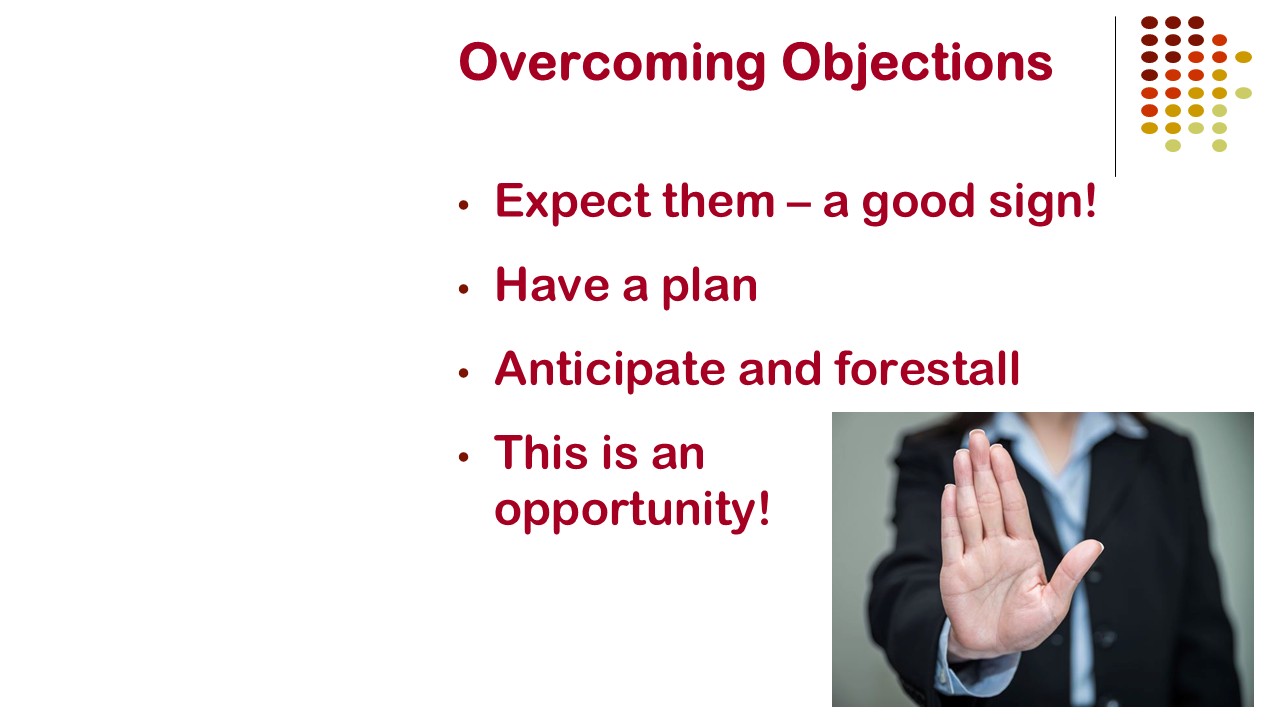 Overcoming Objections
• Expect them – a good sign!
• Have a plan
• Anticipate and forestall
• This is an
opportunity!